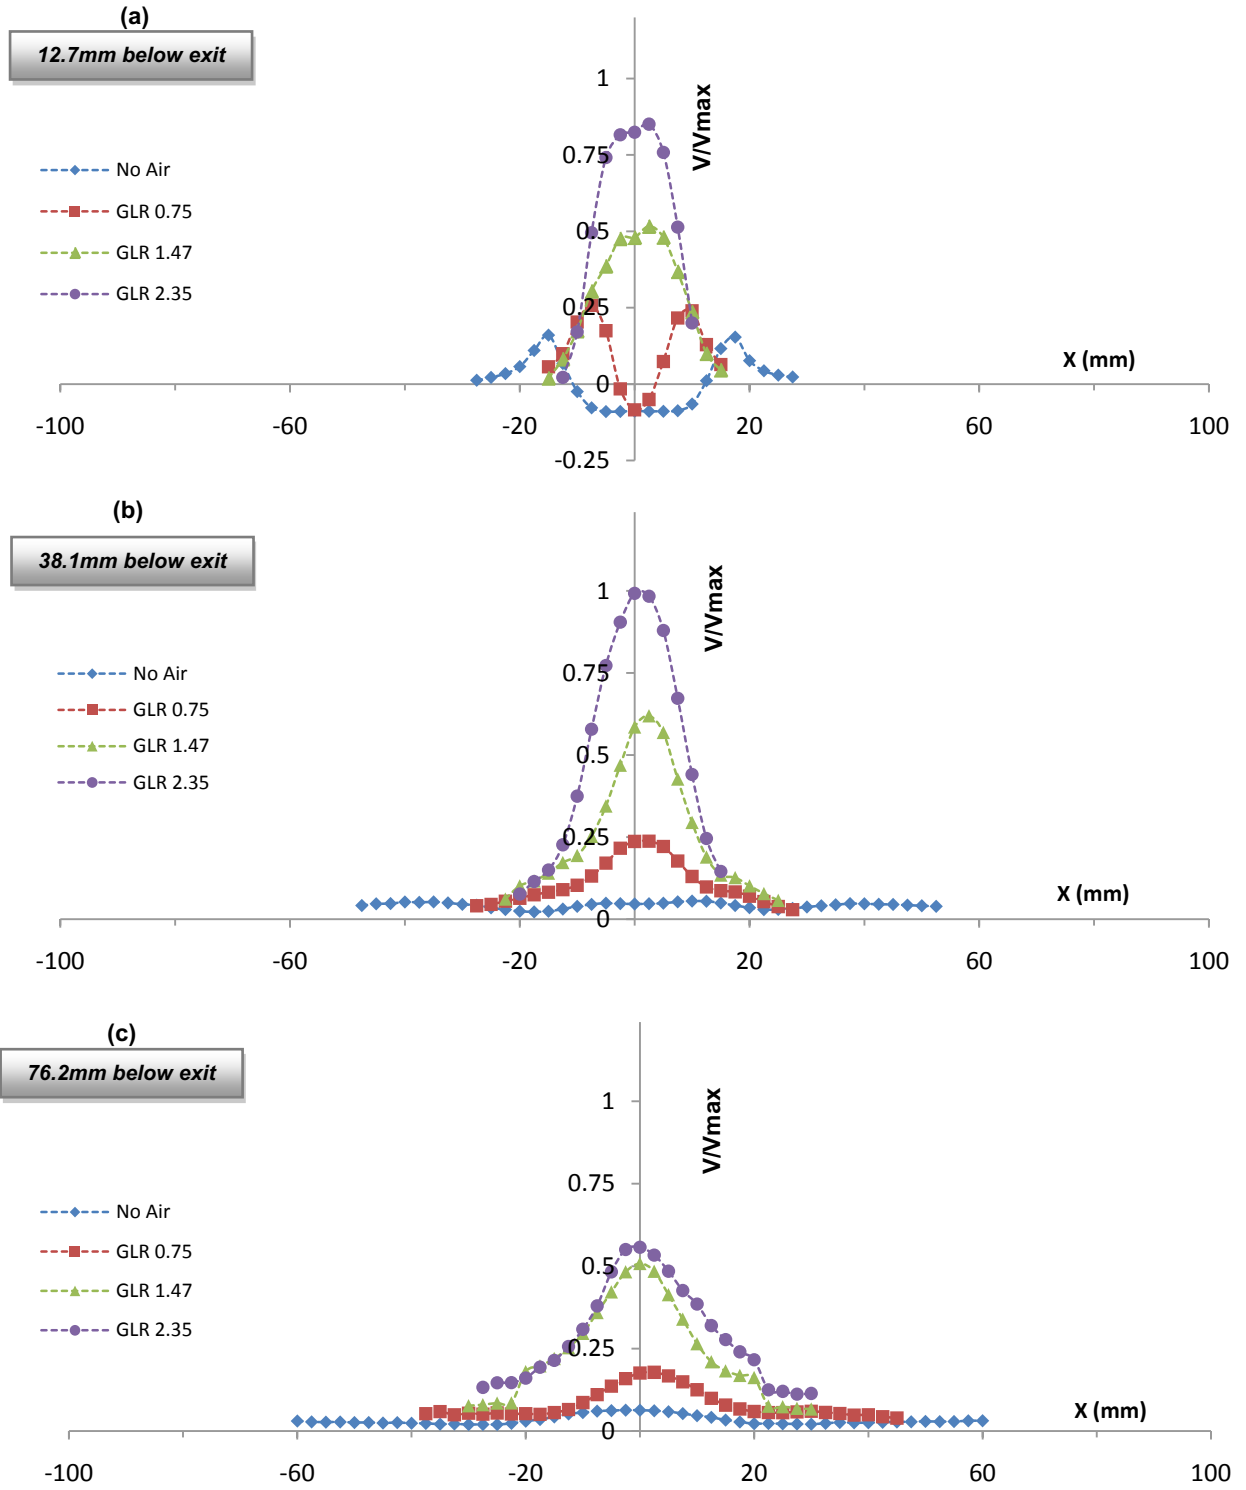 (a)
12.7mm below exit
No Air
GLR 0.75
GLR 1.47
GLR 2.35
V/Vmax
1
0.75
0.5
0.25
0
-0.25
X (mm)
-100 -60 -20 20 60 100
(b)
38.1mm below exit
No Air
GLR 0.75
GLR 1.47
GLR 2.35
V/Vmax
1
0.75
0.5
0.25
0
X (mm)
-100 -60 -20 20 60 100
(c)
76.2mm below exit
No Air
GLR 0.75
GLR 1.47
GLR 2.35
V/Vmax
1
0.75
0.5
0.25
0
X (mm)
-100 -60 -20 20 60 100